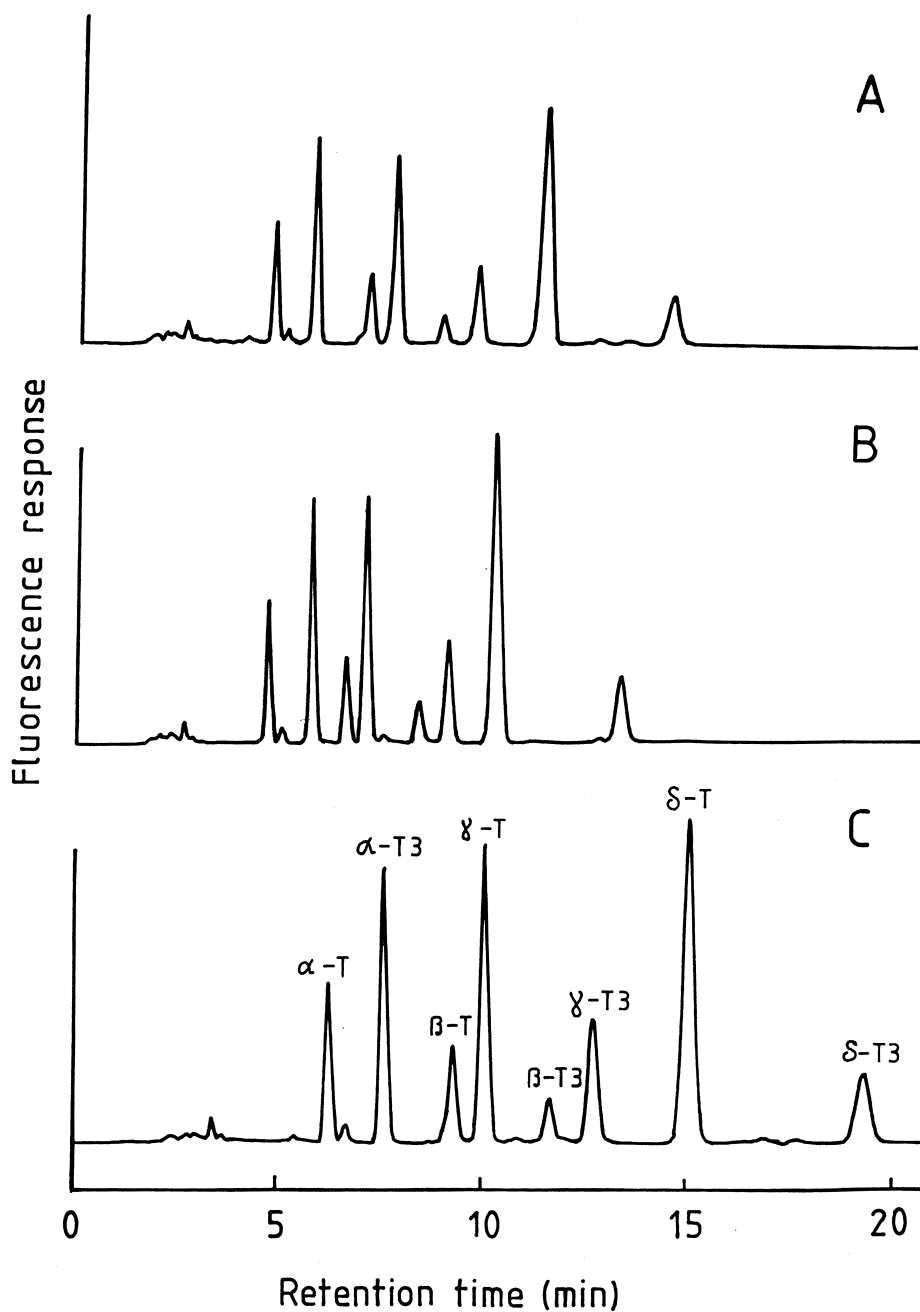 A
B
C
Fluorescence response
δ-T
γ-T
α-T3
α-T
β-T
γ-T3
β-T3
δ-T3
0 5 10 15 20
Retention time (min)